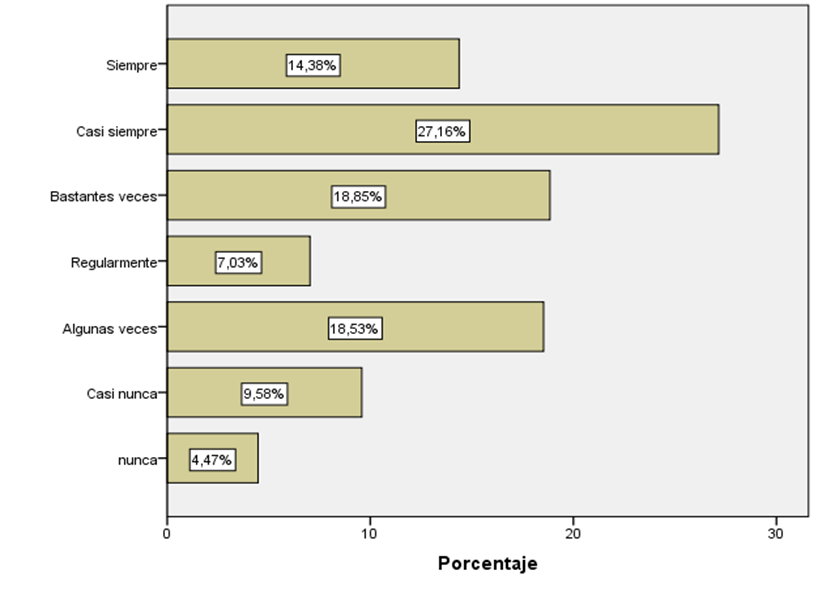 Siempre 14,38%
Casi siempre 27,16%
Bastantes veces 18,85%
Regularmente 7,03%
Algunas veces 18,53%
Casi nunca 9,58%
nunca 4,47%
0 10 20 30
Porcentaje